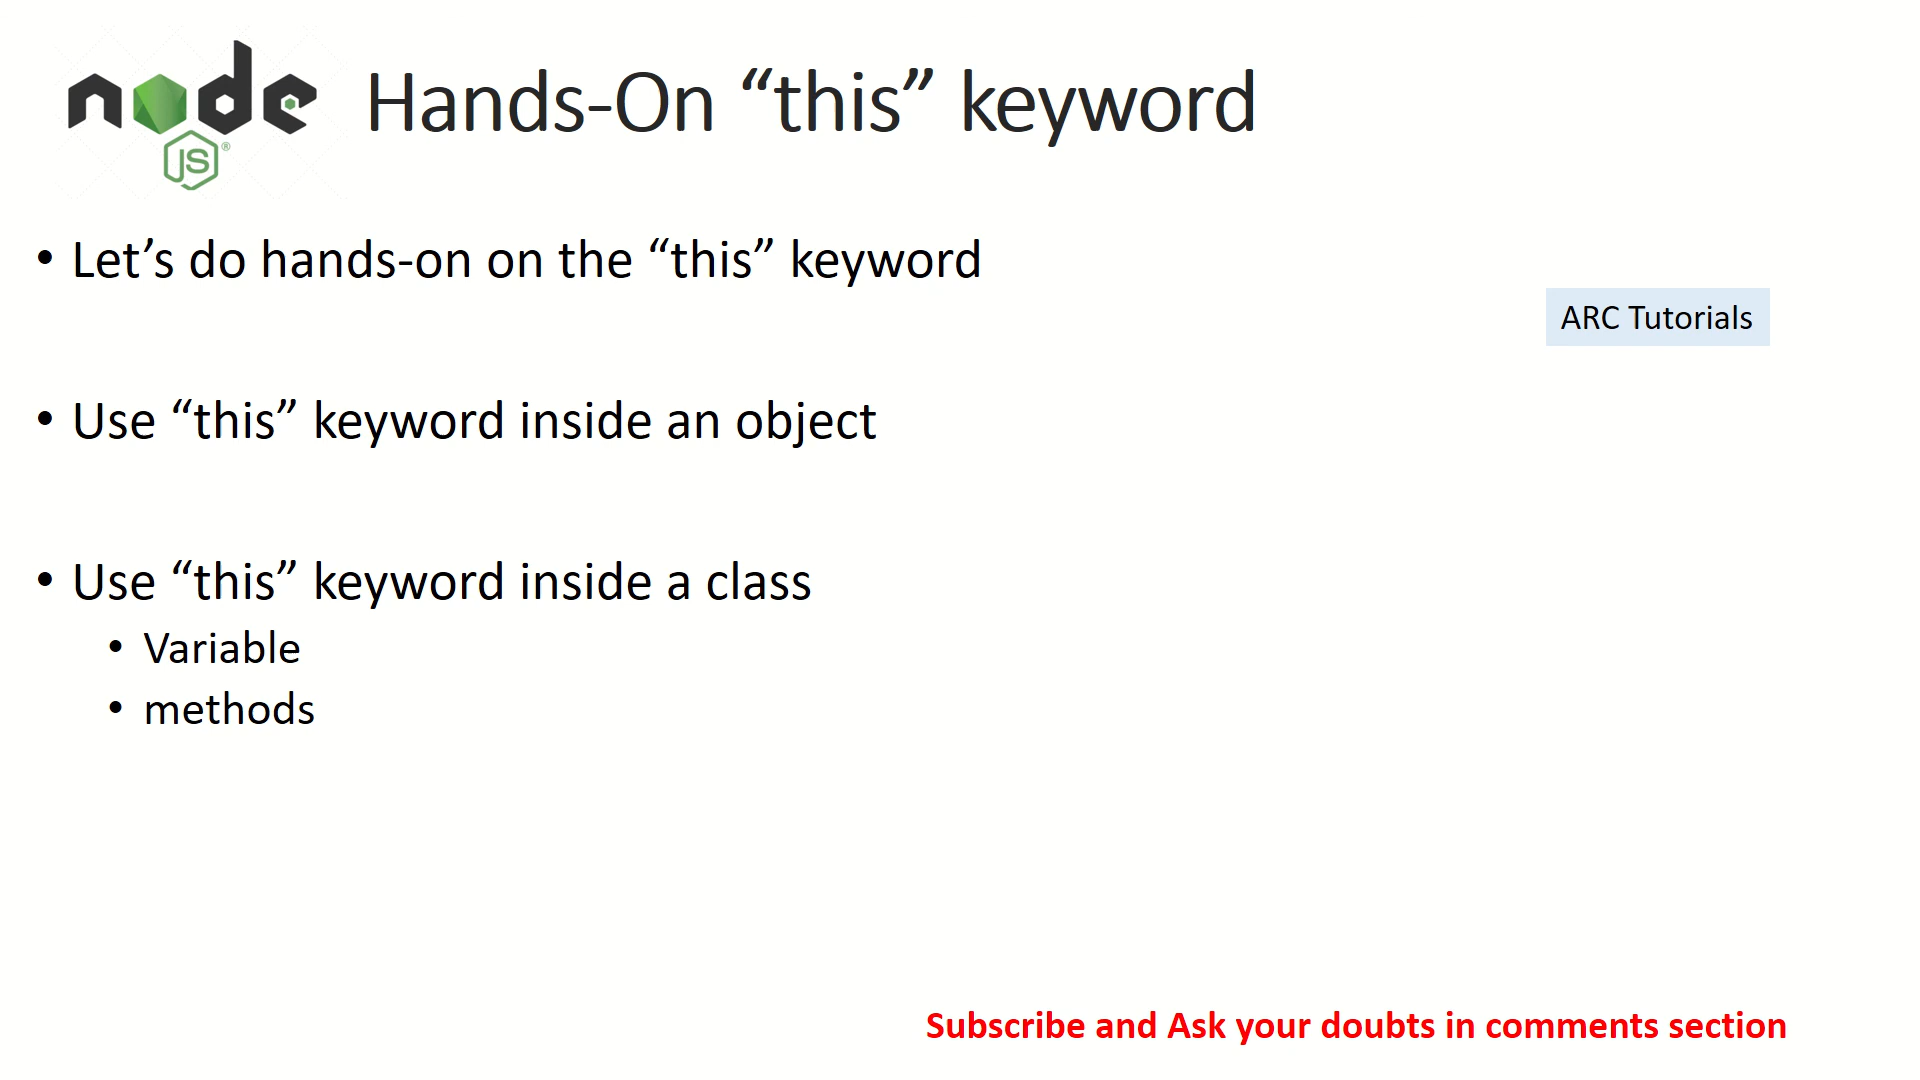 node
JS®
Hands-On “this” keyword
• Let’s do hands-on on the “this” keyword
ARC Tutorials
• Use “this” keyword inside an object
• Use “this” keyword inside a class
• Variable
• methods
Subscribe and Ask your doubts in comments section